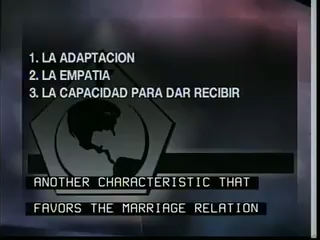 1. LA ADAPTACION
2. LA EMPATIA
3. LA CAPACIDAD PARA DAR RECIBIR
ANOTHER CHARACTERISTIC THAT
FAVORS THE MARRIAGE RELATION